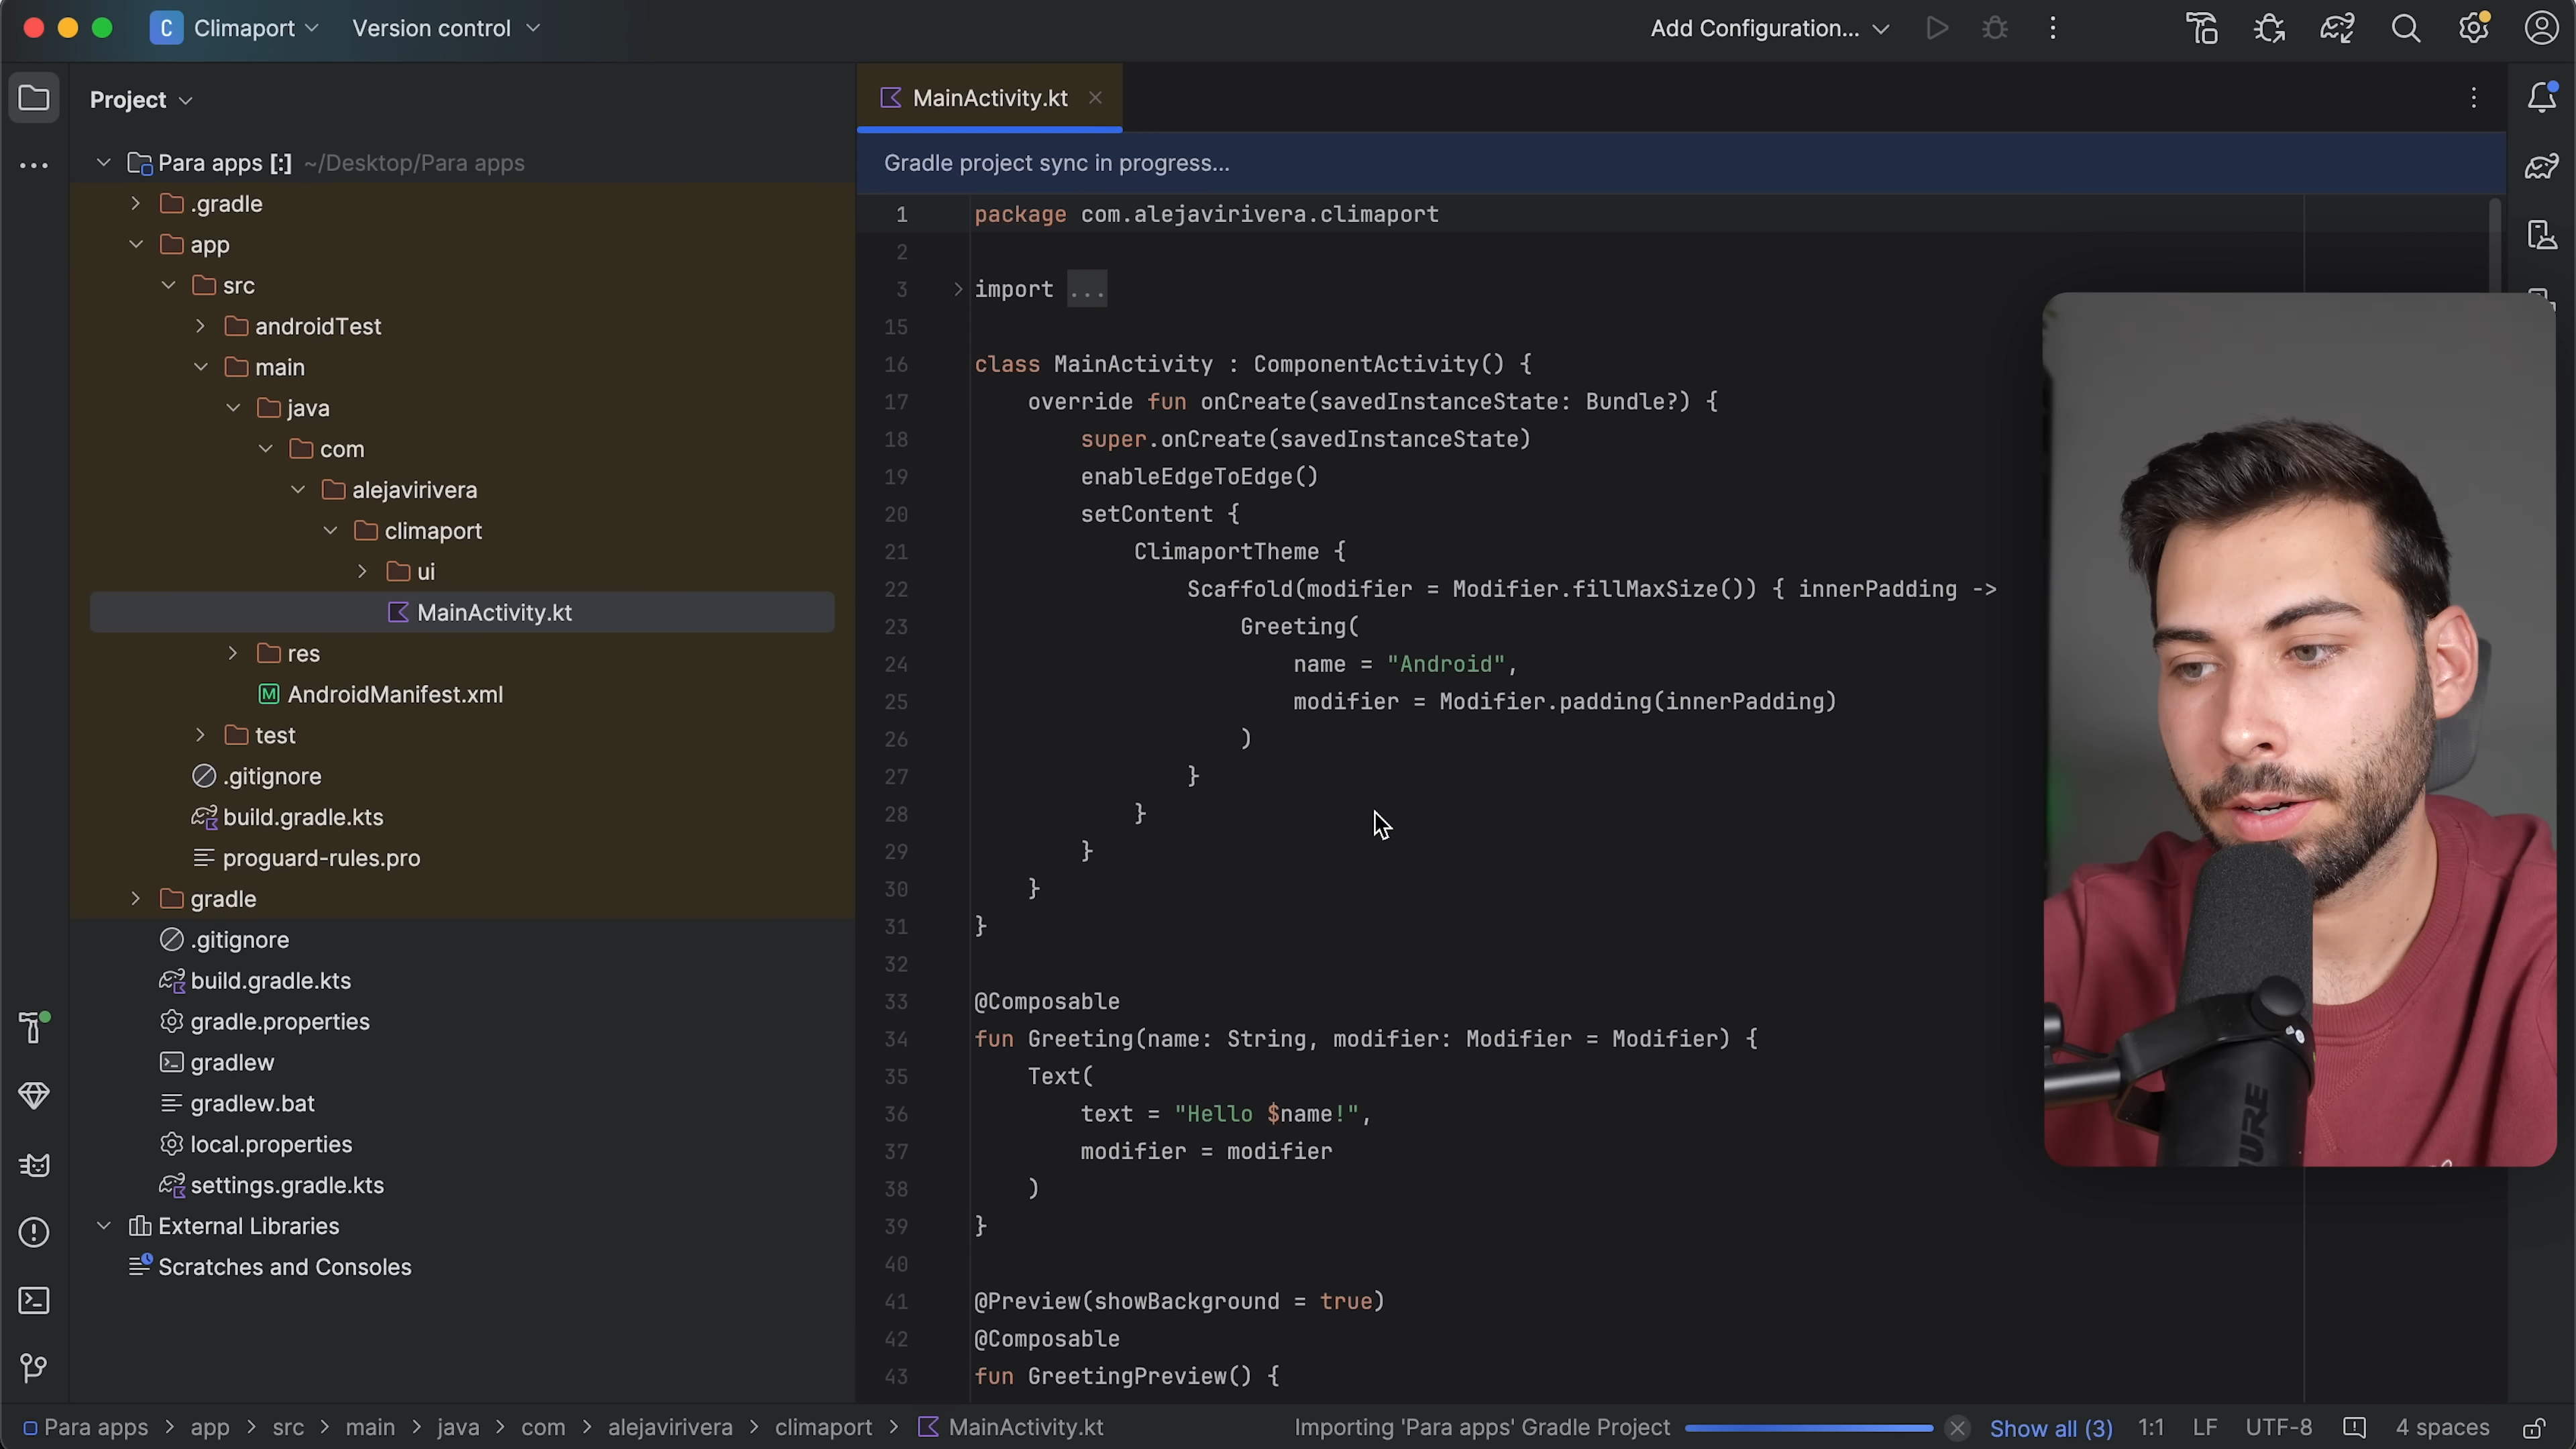 C Climaport Version control Add Configuration...
Project
MainActivity.kt
Para apps [:] ~/Desktop/Para apps
Gradle project sync in progress...
.gradle
app
src
androidTest
main
java
com
alejavirivera
climaport
ui
MainActivity.kt
res
AndroidManifest.xml
test
.gitignore
build.gradle.kts
proguard-rules.pro
gradle
.gitignore
build.gradle.kts
gradle.properties
gradlew
gradlew.bat
local.properties
settings.gradle.kts
External Libraries
Scratches and Consoles
1 package com.alejavirivera.climaport
2
3 import ...
15
16 class MainActivity : ComponentActivity() {
17 override fun onCreate(savedInstanceState: Bundle?) {
18 super.onCreate(savedInstanceState)
19 enableEdgeToEdge()
20 setContent {
21 ClimaportTheme {
22 Scaffold(modifier = Modifier.fillMaxSize()) { innerPadding ->
23 Greeting(
24 name = "Android",
25 modifier = Modifier.padding(innerPadding)
26 )
27 }
28 }
29 }
30 }
31 }
32
33 @Composable
34 fun Greeting(name: String, modifier: Modifier = Modifier) {
35 Text(
36 text = "Hello $name!",
37 modifier = modifier
38 )
39 }
40
41 @Preview(showBackground = true)
42 @Composable
43 fun GreetingPreview() {
Para apps > app > src > main > java > com > alejavirivera > climaport > MainActivity.kt Importing 'Para apps' Gradle Project Show all (3) 1:1 LF UTF-8 4 spaces